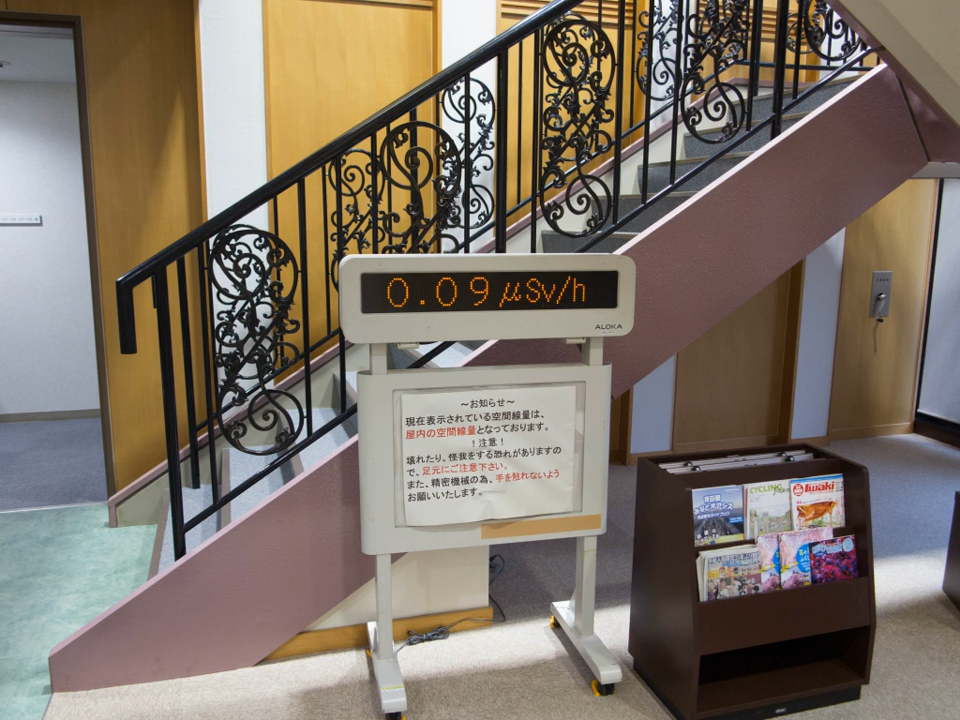 0.09μSv/h
ALOKA
～お知らせ～
現在表示されている空間線量は、
屋内の空間線量となっております。
！注意！
壊れたり、怪我をする恐れがありますの
で、足元にご注意下さい。
また、精密機械の為、手を触れないよう
お願いいたします。
CYCLING
Iwaki